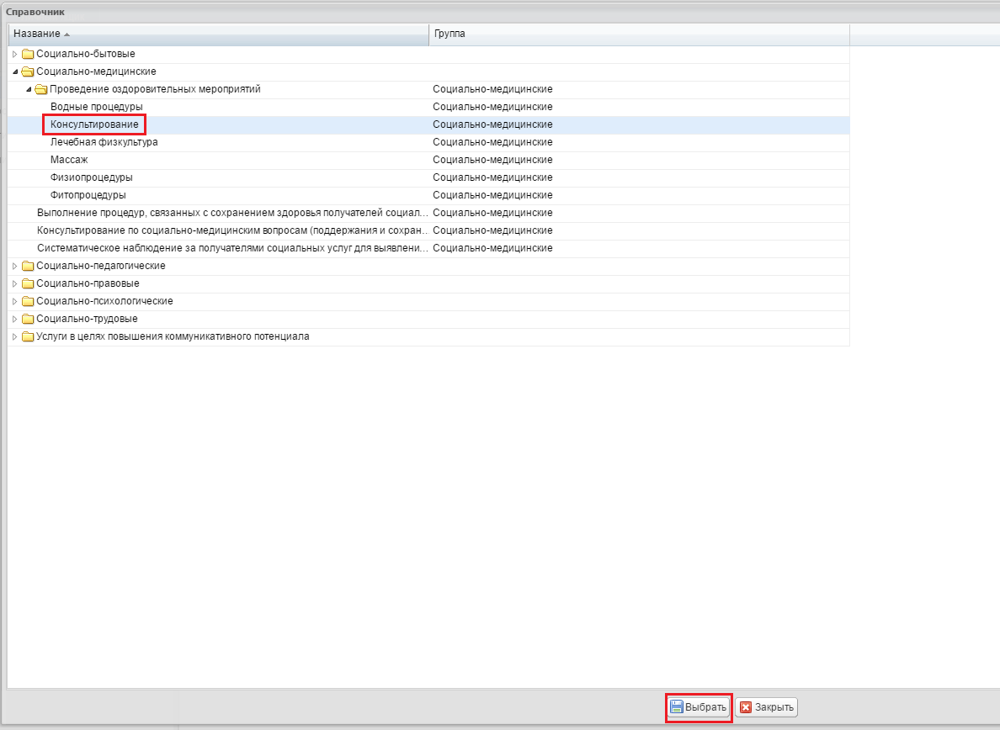 Справочник
Название Группа
Социально-бытовые
Социально-медицинские
Проведение оздоровительных мероприятий Социально-медицинские
Водные процедуры Социально-медицинские
Консультирование Социально-медицинские
Лечебная физкультура Социально-медицинские
Массаж Социально-медицинские
Физиопроцедуры Социально-медицинские
Фитопроцедуры Социально-медицинские
Выполнение процедур, связанных с сохранением здоровья получателей социал... Социально-медицинские
Консультирование по социально-медицинским вопросам (поддержания и сохран... Социально-медицинские
Систематическое наблюдение за получателями социальных услуг для выявлени... Социально-медицинские
Социально-педагогические
Социально-правовые
Социально-психологические
Социально-трудовые
Услуги в целях повышения коммуникативного потенциала
Выбрать Закрыть